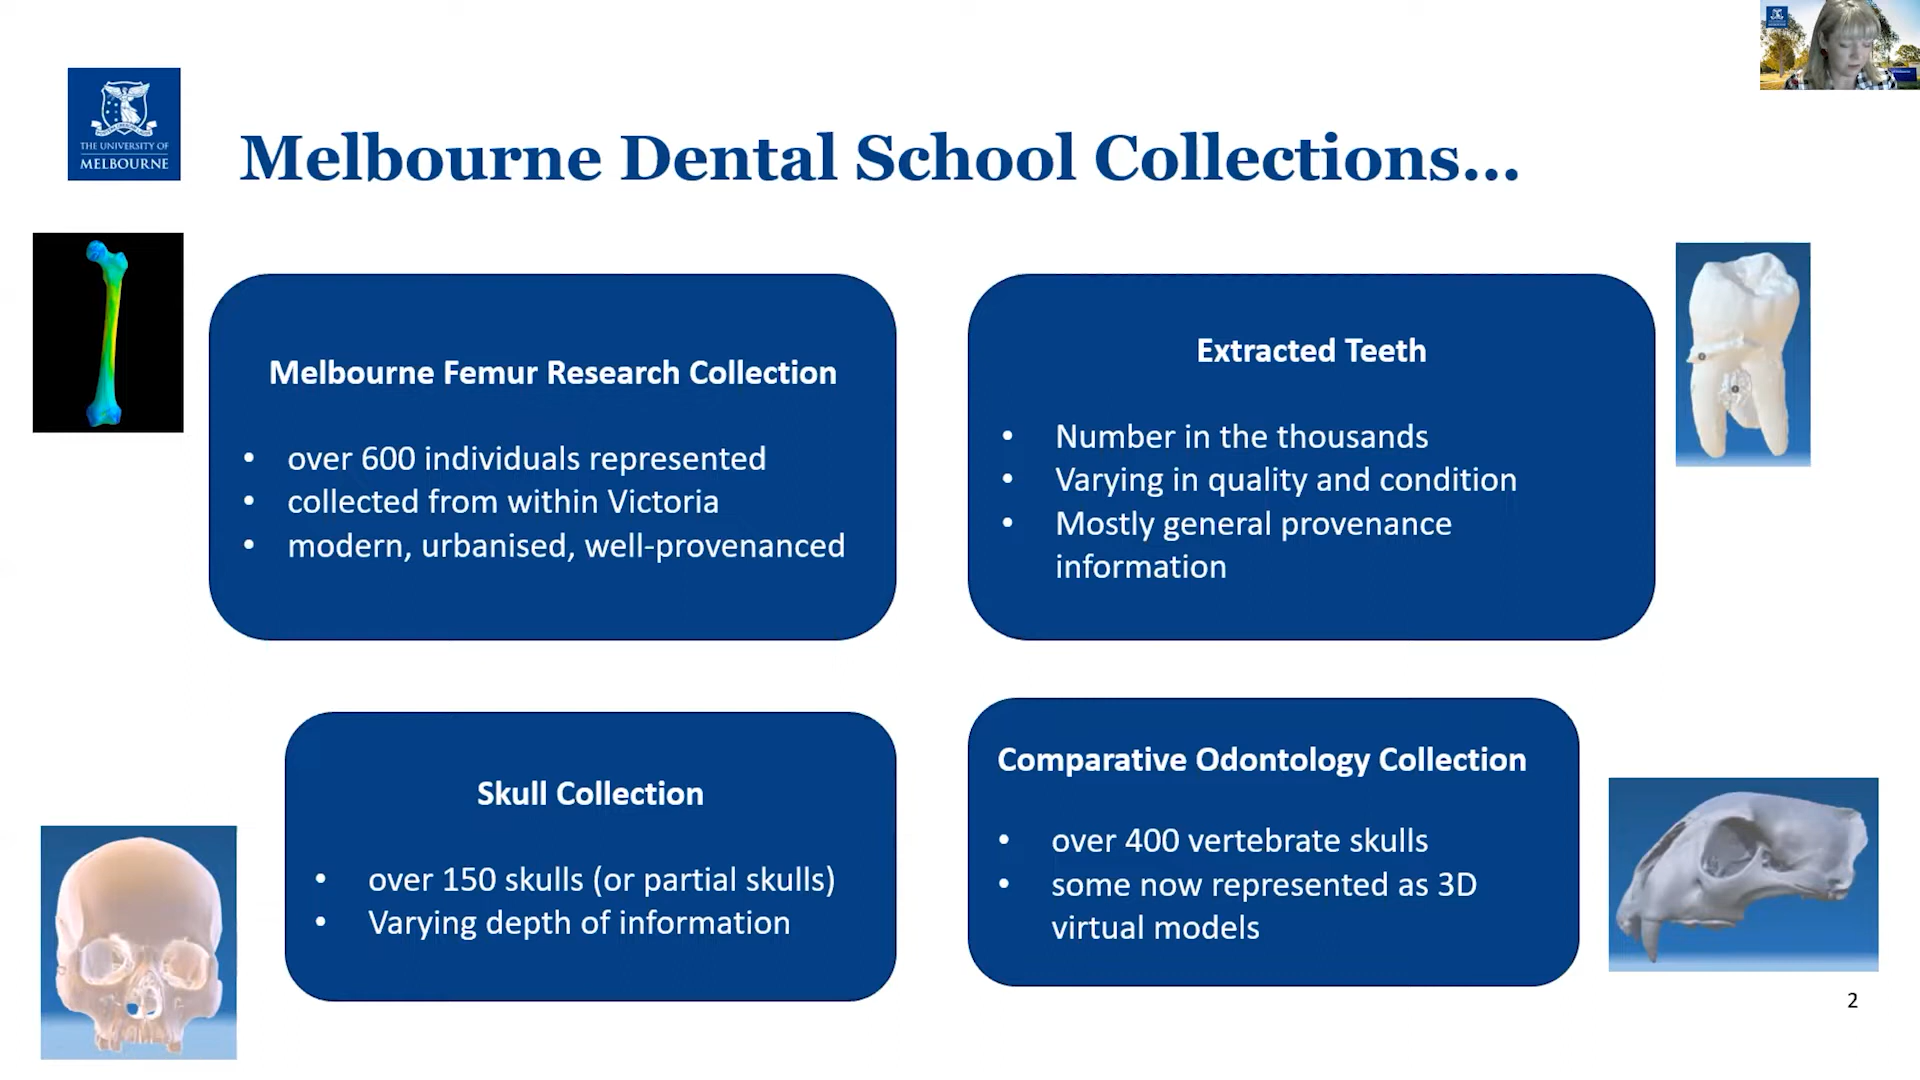 THE UNIVERSITY OF
MELBOURNE
Melbourne Dental School Collections...
Melbourne Femur Research Collection
• over 600 individuals represented
• collected from within Victoria
• modern, urbanised, well-provenanced
Extracted Teeth
• Number in the thousands
• Varying in quality and condition
• Mostly general provenance
information
Skull Collection
• over 150 skulls (or partial skulls)
• Varying depth of information
Comparative Odontology Collection
• over 400 vertebrate skulls
• some now represented as 3D
virtual models
2